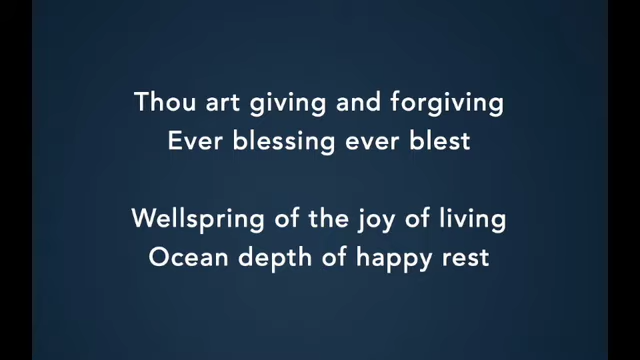 Thou art giving and forgiving
Ever blessing ever blest
Wellspring of the joy of living
Ocean depth of happy rest